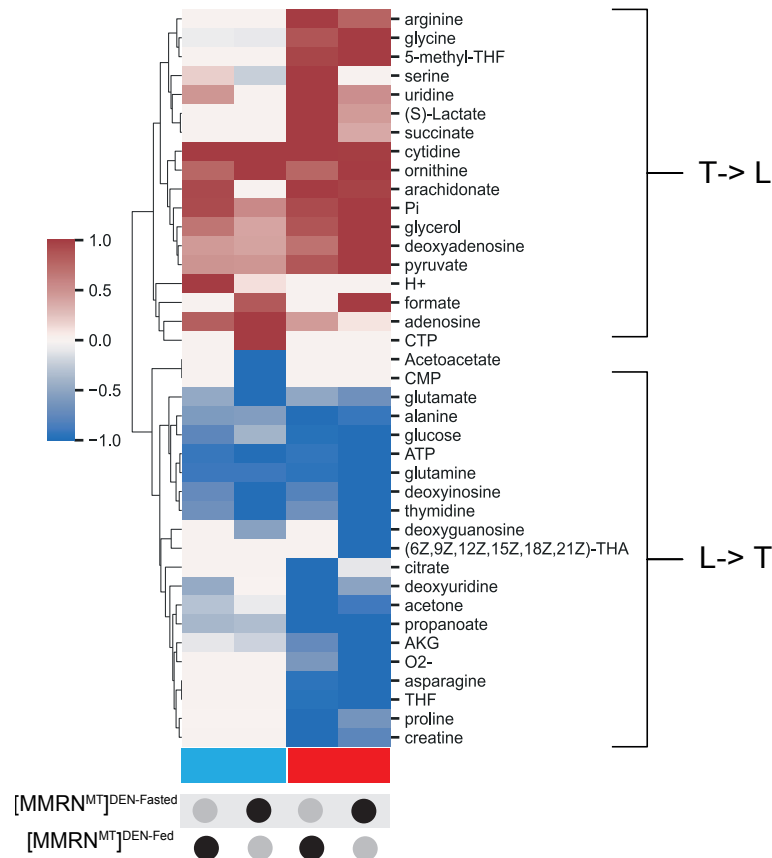 arginine
glycine
5-methyl-THF
serine
uridine
(S)-Lactate
succinate
cytidine
ornithine
arachidonate
Pi
glycerol
deoxyadenosine
pyruvate
H+
formate
adenosine
CTP
Acetoacetate
CMP
glutamate
alanine
glucose
ATP
glutamine
deoxyinosine
thymidine
deoxyguanosine
(6Z,9Z,12Z,15Z,18Z,21Z)-THA
citrate
deoxyuridine
acetone
propanoate
AKG
O2-
asparagine
THF
proline
creatine
T-> L
L-> T
1.0
0.5
0.0
−0.5
−1.0
[MMRN^MT]^DEN-Fasted
[MMRN^MT]^DEN-Fed